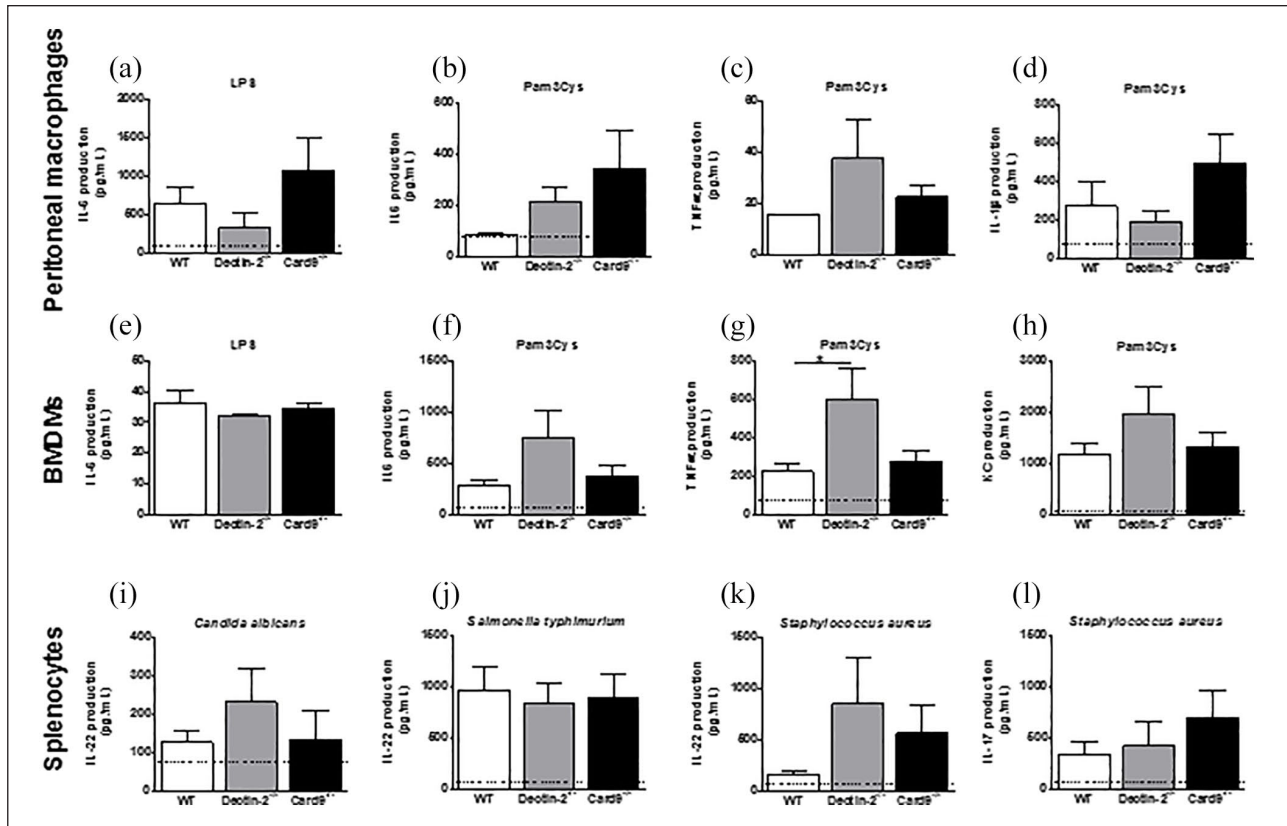 Peritoneal macrophages
(a)
LPS
IL-6 production
(pg/mL)
2000
1500
1000
500
0
WT Dectin-2-/- Card9-/-
(b)
Pam3Cys
IL6 production
(pg/mL)
600
400
200
0
WT Dectin-2-/- Card9-/-
(c)
Pam3Cys
TNFα production
(pg/mL)
60
40
20
0
WT Dectin-2-/- Card9-/-
(d)
Pam3Cys
IL-1β production
(pg/mL)
800
600
400
200
0
WT Dectin-2-/- Card9-/-
BMDMs
(e)
LPS
IL-6 production
(pg/mL)
50
40
30
20
10
0
WT Dectin-2-/- Card9-/-
(f)
Pam3Cys
IL6 production
(pg/mL)
1500
1000
500
0
WT Dectin-2-/- Card9-/-
(g)
Pam3Cys
TNFα production
(pg/mL)
800
600
400
200
0
*
WT Dectin-2-/- Card9-/-
(h)
Pam3Cys
KC production
(pg/mL)
3000
2000
1000
0
WT Dectin-2-/- Card9-/-
Splenocytes
(i)
Candida albicans
IL-22 production
(pg/mL)
400
300
200
100
0
WT Dectin-2-/- Card9-/-
(j)
Salmonella typhimurium
IL-22 production
(pg/mL)
1500
1000
500
0
WT Dectin-2-/- Card9-/-
(k)
Staphylococcus aureus
IL-22 production
(pg/mL)
1500
1000
500
0
WT Dectin-2-/- Card9-/-
(l)
Staphylococcus aureus
IL-17 production
(pg/mL)
1500
1000
500
0
WT Dectin-2-/- Card9-/-